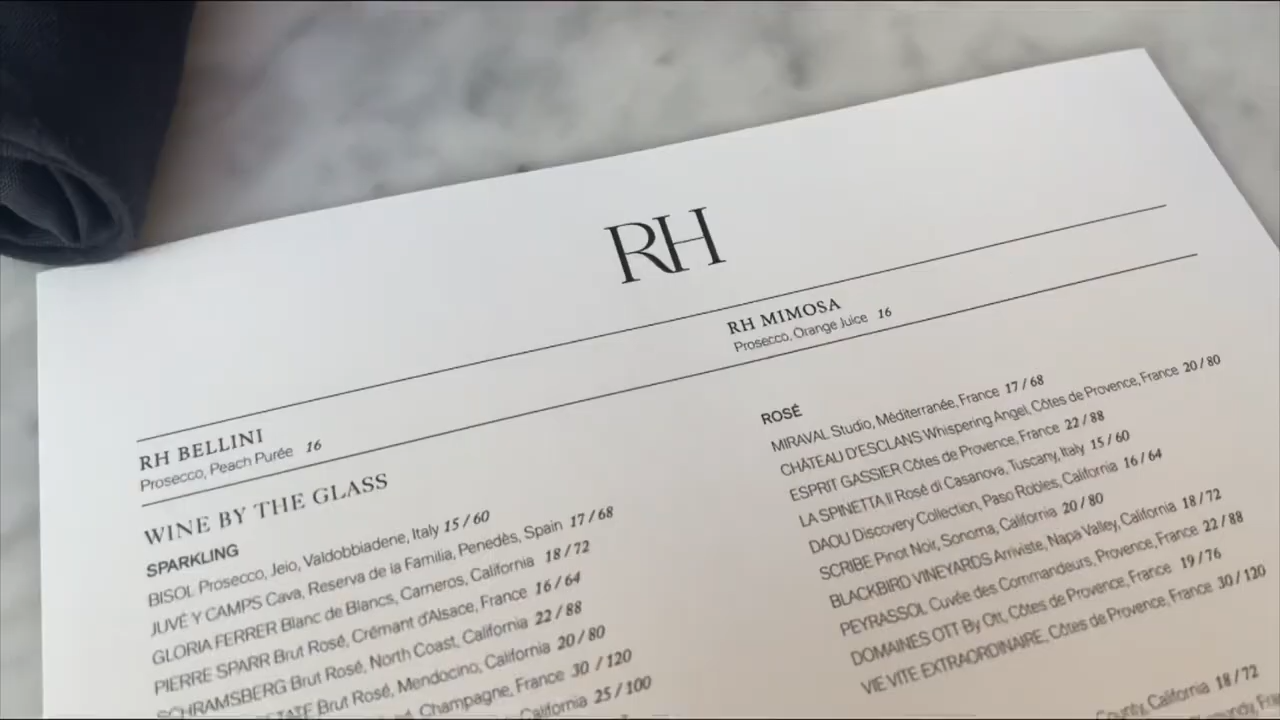 RH
RH BELLINI
Prosecco, Peach Purée 16
RH MIMOSA
Prosecco, Orange Juice 16
WINE BY THE GLASS
SPARKLING
BISOL Prosecco, Jeio, Valdobbiadene, Italy 15 / 60
JUVÉ Y CAMPS Cava, Reserva de la Familia, Penedès, Spain 17 / 68
GLORIA FERRER Blanc de Blancs, Carneros, California 18 / 72
PIERRE SPARR Brut Rosé, Crémant d'Alsace, France 16 / 64
SCHRAMSBERG Brut Rosé, North Coast, California 22 / 88
Brut Rosé, Mendocino, California 20 / 80
Champagne, France 30 / 120
California 25 / 100
ROSÉ
MIRAVAL Studio, Méditerranée, France 17 / 68
CHÂTEAU D'ESCLANS Whispering Angel, Côtes de Provence, France 20 / 80
ESPRIT GASSIER Côtes de Provence, France 22 / 88
LA SPINETTA Il Rosé di Casanova, Tuscany, Italy 15 / 60
DAOU Discovery Collection, Paso Robles, California 16 / 64
SCRIBE Pinot Noir, Sonoma, California 20 / 80
BLACKBIRD VINEYARDS Arriviste, Napa Valley, California 18 / 72
PEYRASSOL Cuvée des Commandeurs, Provence, France 22 / 88
DOMAINES OTT By Ott, Côtes de Provence, France 19 / 76
VIE VITE EXTRAORDINAIRE, Côtes de Provence, France 30 / 120
County, California 18 / 72